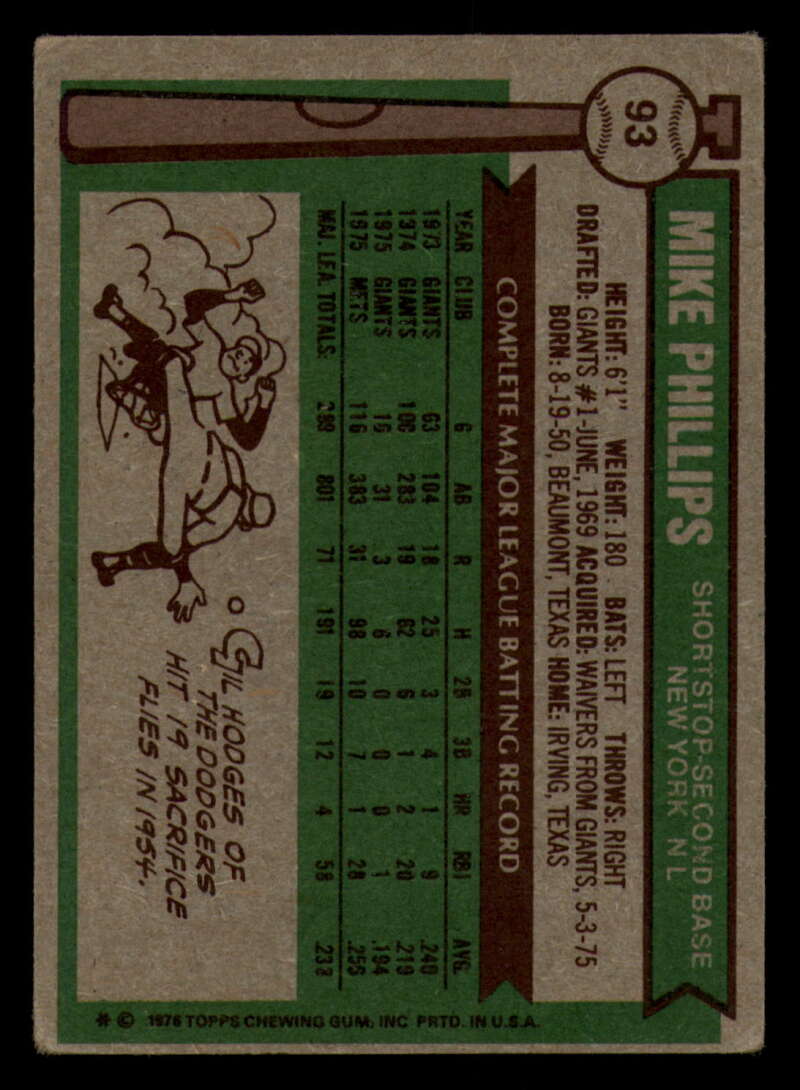 93
MIKE PHILLIPS
SHORTSTOP-SECOND BASE
NEW YORK N L
HEIGHT: 6'1" WEIGHT: 180 BATS: LEFT THROWS: RIGHT
DRAFTED: GIANTS #1-JUNE, 1969 ACQUIRED: WAIVERS FROM GIANTS, 5-3-75
BORN: 8-19-50, BEAUMONT, TEXAS HOME: IRVING, TEXAS
COMPLETE MAJOR LEAGUE BATTING RECORD
YEAR CLUB G AB R H 2B 3B HR RBI AVG.
1973 GIANTS 63 104 18 25 3 4 1 9 .240
1974 GIANTS 100 283 19 62 6 1 2 20 .219
1975 GIANTS 10 31 3 6 0 0 0 1 .194
1975 METS 116 383 31 98 10 7 1 28 .256
MAJ. LEA. TOTALS: 289 801 71 191 19 12 4 58 .238
GIL HODGES OF
THE DODGERS
HIT 19 SACRIFICE
FLIES IN 1954.
* © 1976 TOPPS CHEWING GUM, INC PRTD. IN U.S.A.